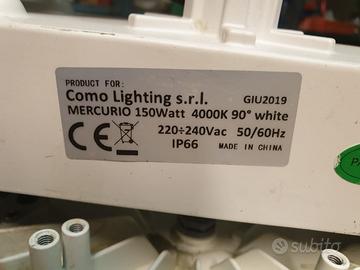 PRODUCT FOR:
Como Lighting s.r.l. GIU2019
MERCURIO 150Watt 4000K 90° white
220÷240Vac 50/60Hz
IP66 MADE IN CHINA
subito